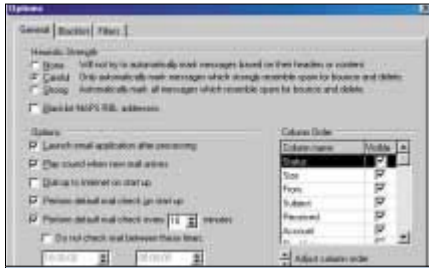 Options
General Blacklist Filters
Heuristic Strength
None Will not try to automatically mark messages based on their headers or content.
Careful Only automatically mark messages which strongly resemble spam for bounce and delete.
Strong Automatically mark all messages which resemble spam for bounce and delete.
Blacklist MAPS RBL addresses
Options
Launch email application after processing
Play sound when new mail arrives
Dial-up to Internet on start up
Perform default mail check on start up
Perform default mail check every 10 minutes
Do not check mail between these times:
Column Order
Column name Visible
Status
Size
From
Subject
Received
Account
Adjust column order